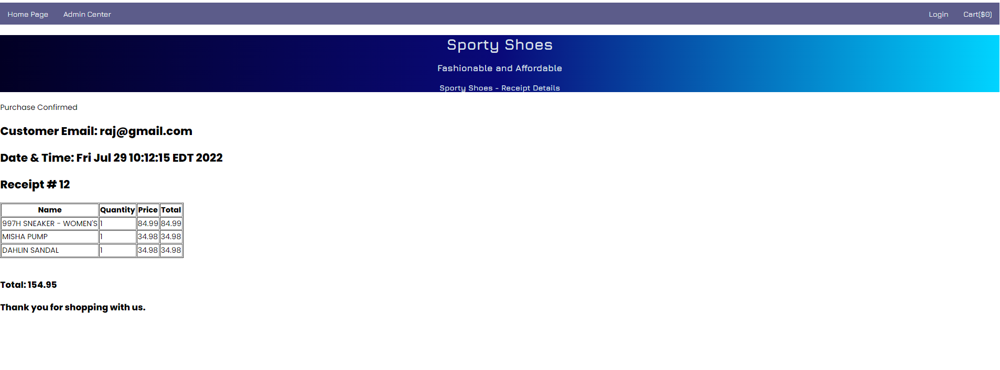 Home Page Admin Center Login Cart($0)
Sporty Shoes
Fashionable and Affordable
Sporty Shoes - Receipt Details
Purchase Confirmed
Customer Email: raj@gmail.com
Date & Time: Fri Jul 29 10:12:15 EDT 2022
Receipt # 12
Name Quantity Price Total
997H SNEAKER - WOMEN'S 1 84.99 84.99
MISHA PUMP 1 34.98 34.98
DAHLIN SANDAL 1 34.98 34.98
Total: 154.95
Thank you for shopping with us.